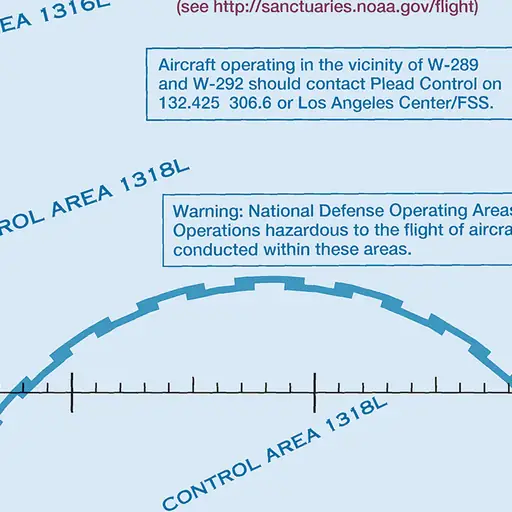 EA 1316L
(see http://sanctuaries.noaa.gov/flight)
Aircraft operating in the vicinity of W-289
and W-292 should contact Plead Control on
132.425 306.6 or Los Angeles Center/FSS.
ROL AREA 1318L
Warning: National Defense Operating Areas
Operations hazardous to the flight of aircra
conducted within these areas.
CONTROL AREA 1318L